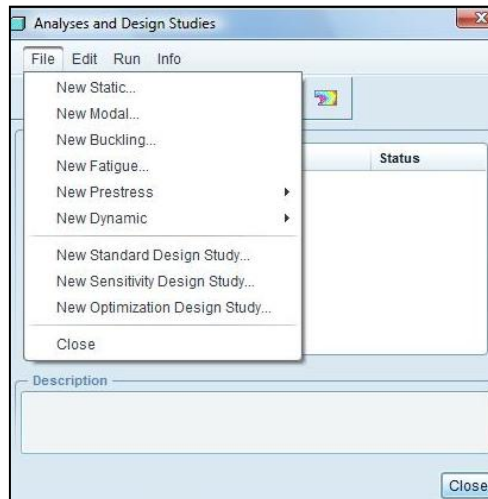 Analyses and Design Studies
File Edit Run Info
New Static...
New Modal...
New Buckling...
New Fatigue...
New Prestress
New Dynamic
New Standard Design Study...
New Sensitivity Design Study...
New Optimization Design Study...
Close
Status
Description
Close